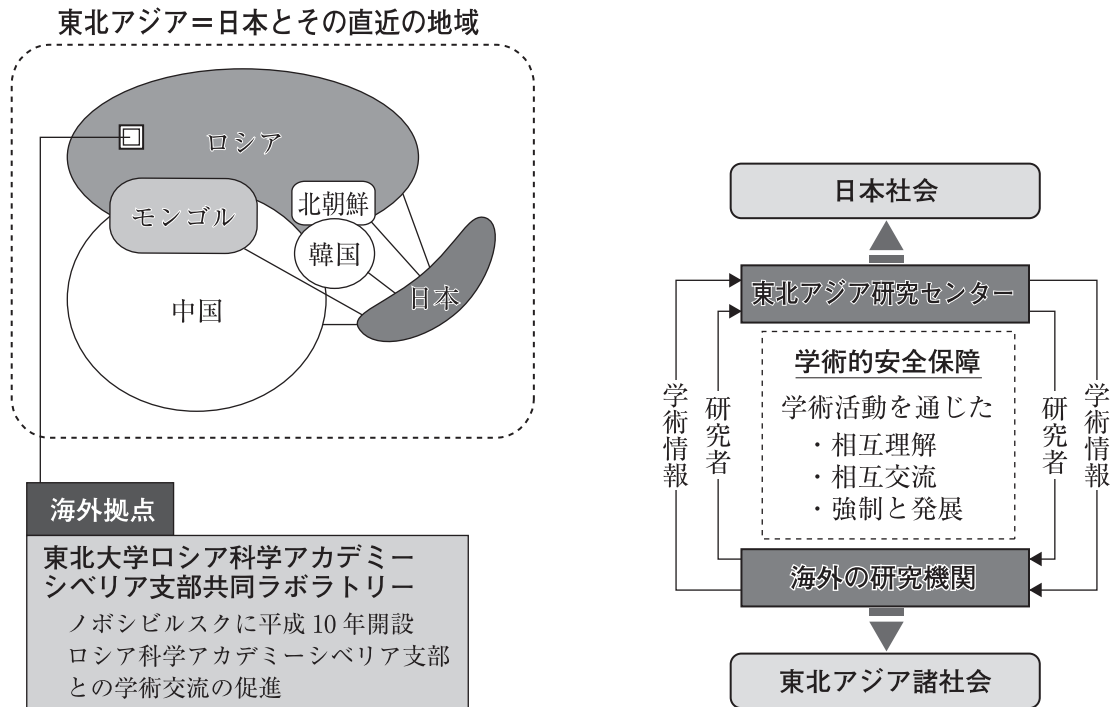 東北アジア＝日本とその直近の地域
ロシア
モンゴル
北朝鮮
韓国
日本
中国
海外拠点
東北大学ロシア科学アカデミー
シベリア支部共同ラボラトリー
ノボシビルスクに平成 10 年開設
ロシア科学アカデミーシベリア支部
との学術交流の促進
日本社会
東北アジア研究センター
学術情報
研究者
学術的安全保障
学術活動を通じた
・相互理解
・相互交流
・強制と発展
研究者
学術情報
海外の研究機関
東北アジア諸社会